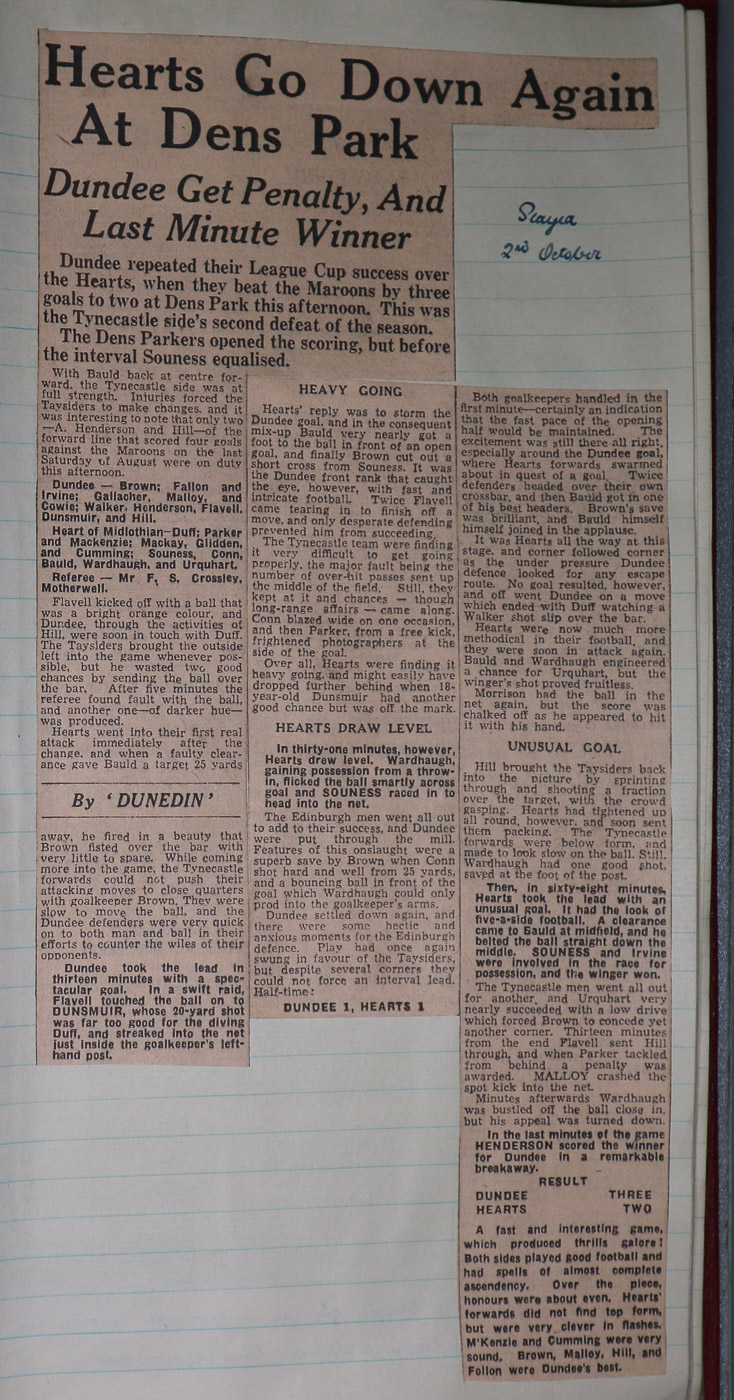 Hearts Go Down Again
At Dens Park
Dundee Get Penalty, And
Last Minute Winner
2nd October
Dundee repeated their League Cup success over
the Hearts, when they beat the Maroons by three
goals to two at Dens Park this afternoon. This was
the Tynecastle side's second defeat of the season.
The Dens Parkers opened the scoring, but before
the interval Souness equalised.
With Bauld back at centre for-
ward, the Tynecastle side was at
full strength. Injuries forced the
Taysiders to make changes, and it
was interesting to note that only two
—A. Henderson and Hill—of the
forward line that scored four goals
against the Maroons on the last
Saturday of August were on duty
this afternoon.
Dundee — Brown; Fallon and
Irvine; Gallacher, Malloy, and
Cowie; Walker, Henderson, Flavell,
Dunsmuir, and Hill.
Heart of Midlothian—Duff; Parker
and Mackenzie; Mackay, Glidden,
and Cumming; Souness, Conn,
Bauld, Wardhaugh, and Urquhart.
Referee — Mr F. S. Crossley,
Motherwell.
Flavell kicked off with a ball that
was a bright orange colour, and
Dundee, through the activities of
Hill, were soon in touch with Duff.
The Taysiders brought the outside
left into the game whenever pos-
sible, but he wasted two good
chances by sending the ball over
the bar. After five minutes the
referee found fault with the ball,
and another one—of darker hue—
was produced.
Hearts went into their first real
attack immediately after the
change, and when a faulty clear-
ance gave Bauld a target 25 yards
By 'DUNEDIN'
away, he fired in a beauty that
Brown fisted over the bar with
very little to spare. While coming
more into the game, the Tynecastle
forwards could not push their
attacking moves to close quarters
with goalkeeper Brown. They were
slow to move the ball, and the
Dundee defenders were very quick
on to both man and ball in their
efforts to counter the wiles of their
opponents.
Dundee took the lead in
thirteen minutes with a spec-
tacular goal. In a swift raid,
Flavell touched the ball on to
DUNSMUIR, whose 20-yard shot
was far too good for the diving
Duff, and streaked into the net
just inside the goalkeeper's left-
hand post.
HEAVY GOING
Hearts' reply was to storm the
Dundee goal, and in the consequent
mix-up Bauld very nearly got a
foot to the ball in front of an open
goal, and finally Brown cut out a
short cross from Souness. It was
the Dundee front rank that caught
the eye, however, with fast and
intricate football. Twice Flavell
came tearing in to finish off a
move, and only desperate defending
prevented him from succeeding.
The Tynecastle team were finding
it very difficult to get going
properly, the major fault being the
number of over-hit passes sent up
the middle of the field. Still, they
kept at it and chances — though
long-range affairs — came along.
Conn blazed wide on one occasion,
and then Parker, from a free kick,
frightened photographers at the
side of the goal.
Over all, Hearts were finding it
heavy going, and might easily have
dropped further behind when 18-
year-old Dunsmuir had another
good chance but was off the mark.
HEARTS DRAW LEVEL
In thirty-one minutes, however,
Hearts drew level. Wardhaugh,
gaining possession from a throw-
in, flicked the ball smartly across
goal and SOUNESS raced in to
head into the net.
The Edinburgh men went all out
to add to their success, and Dundee
were put through the mill.
Features of this onslaught were a
superb save by Brown when Conn
shot hard and well from 25 yards,
and a bouncing ball in front of the
goal which Wardhaugh could only
prod into the goalkeeper's arms.
Dundee settled down again, and
there were some hectic and
anxious moments for the Edinburgh
defence. Play had once again
swung in favour of the Taysiders,
but despite several corners they
could not force an interval lead.
Half-time:
DUNDEE 1, HEARTS 1
Both goalkeepers handled in the
first minute—certainly an indication
that the fast pace of the opening
half would be maintained. The
excitement was still there all right,
especially around the Dundee goal,
where Hearts forwards swarmed
about in quest of a goal. Twice
defenders headed over their own
crossbar, and then Bauld got in one
of his best headers. Brown's save
was brilliant, and Bauld himself
himself joined in the applause.
It was Hearts all the way at this
stage, and corner followed corner
as the under pressure Dundee
defence looked for any escape
route. No goal resulted, however,
and off went Dundee on a move
which ended with Duff watching a
Walker shot slip over the bar.
Hearts were now much more
methodical in their football, and
they were soon in attack again.
Bauld and Wardhaugh engineered
a chance for Urquhart, but the
winger's shot proved fruitless.
Morrison had the ball in the
net again, but the score was
chalked off as he appeared to hit
it with his hand.
UNUSUAL GOAL
Hill brought the Taysiders back
into the picture by sprinting
through and shooting a fraction
over the target, with the crowd
gasping. Hearts had tightened up
all round, however, and soon sent
them packing. The Tynecastle
forwards were below form, and
made to look slow on the ball. Still,
Wardhaugh had one good shot,
saved at the foot of the post.
Then, in sixty-eight minutes,
Hearts took the lead with an
unusual goal. It had the look of
five-a-side football. A clearance
came to Bauld at midfield, and he
belted the ball straight down the
middle. SOUNESS and Irvine
were involved in the race for
possession, and the winger won.
The Tynecastle men went all out
for another, and Urquhart very
nearly succeeded with a low drive
which forced Brown to concede yet
another corner. Thirteen minutes
from the end Flavell sent Hill
through, and when Parker tackled
from behind a penalty was
awarded. MALLOY crashed the
spot kick into the net.
Minutes afterwards Wardhaugh
was bustled off the ball close in,
but his appeal was turned down.
In the last minutes of the game
HENDERSON scored the winner
for Dundee in a remarkable
breakaway.
RESULT
DUNDEE THREE
HEARTS TWO
A fast and interesting game,
which produced thrills galore!
Both sides played good football and
had spells of almost complete
ascendency. Over the piece,
honours were about even. Hearts'
forwards did not find top form,
but were very clever in flashes.
M'Kenzie and Cumming were very
sound. Brown, Malloy, Hill, and
Follon were Dundee's best.